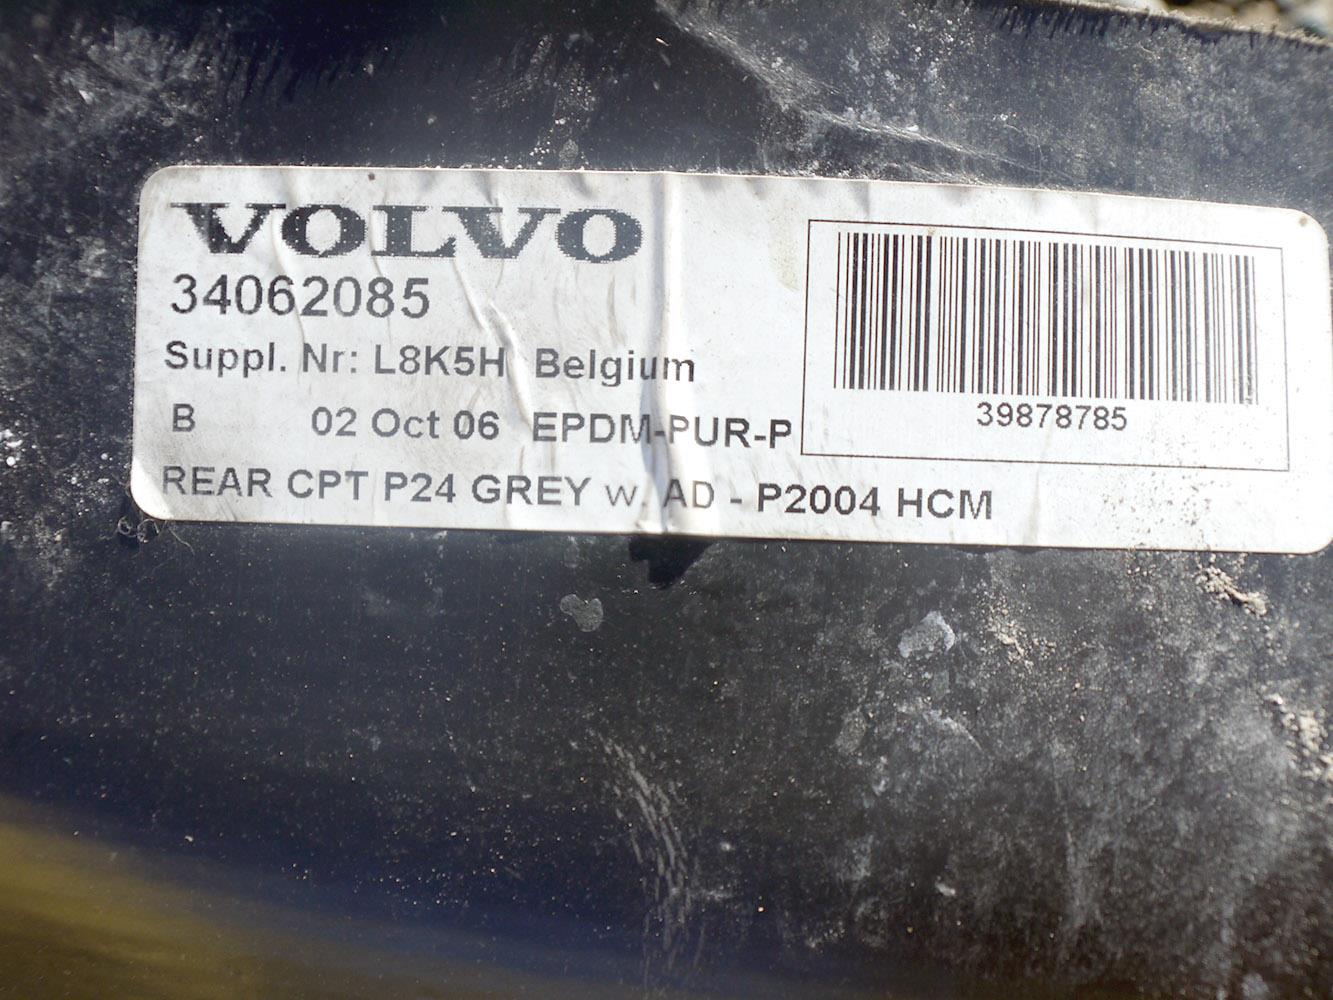 VOLVO
34062085
Suppl. Nr: L8K5H Belgium
B 02 Oct 06 EPDM-PUR-P
REAR CPT P24 GREY w. AD - P2004 HCM
39878785